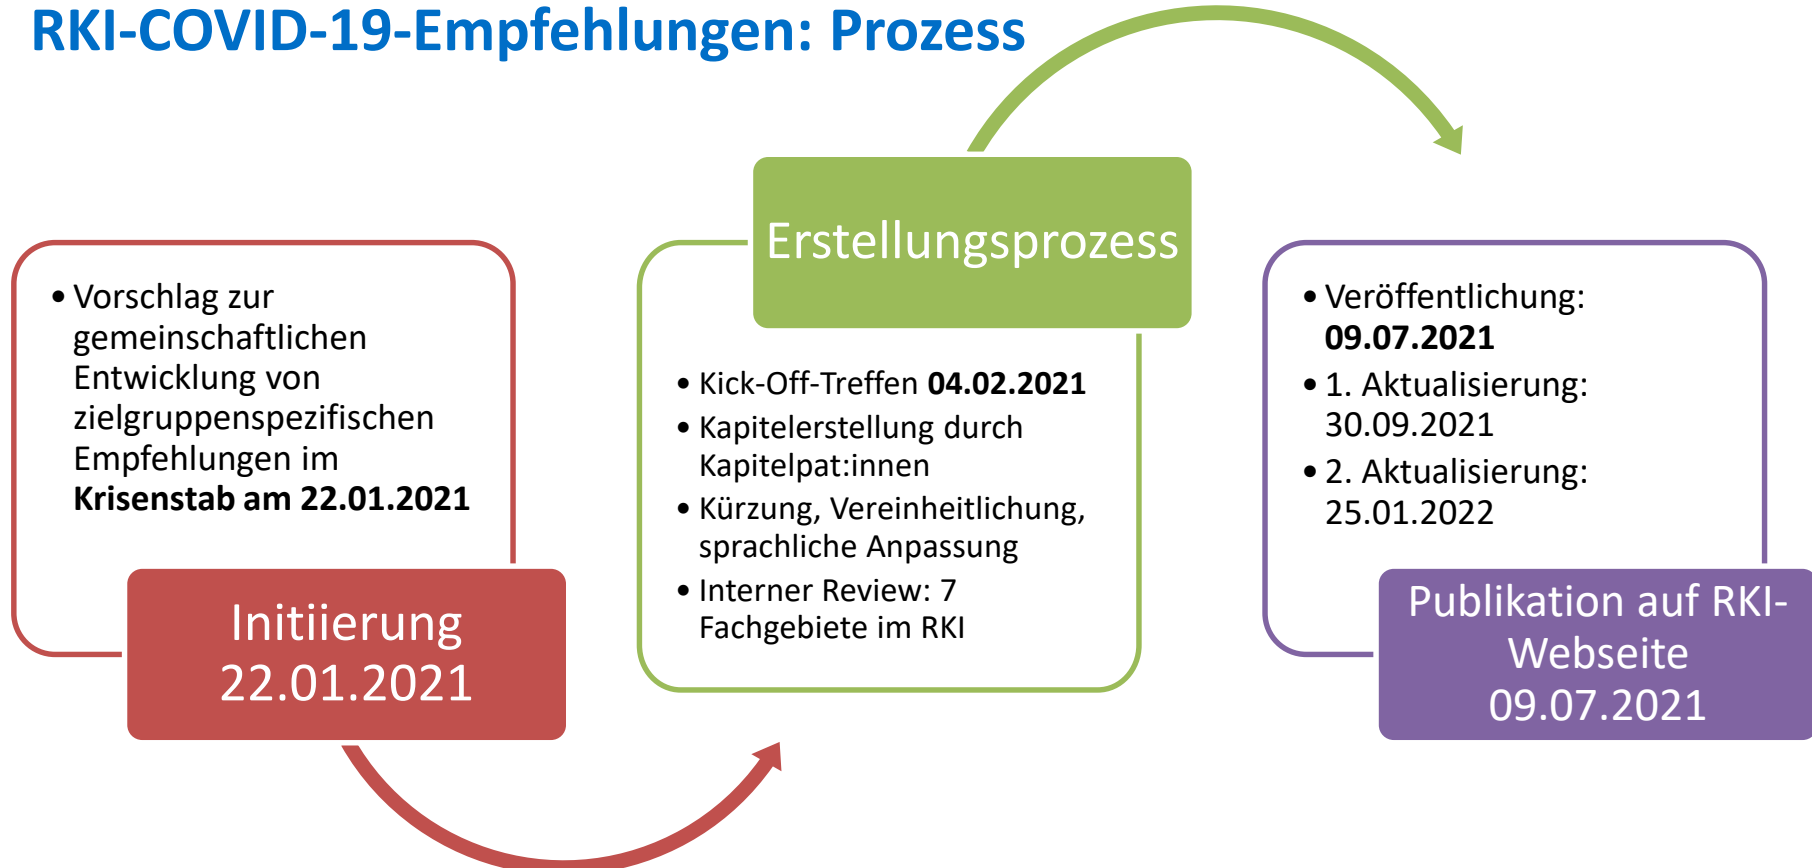 RKI-COVID-19-Empfehlungen: Prozess
• Vorschlag zur
gemeinschaftlichen
Entwicklung von
zielgruppenspezifischen
Empfehlungen im
Krisenstab am 22.01.2021
Initiierung
22.01.2021
Erstellungsprozess
• Kick-Off-Treffen 04.02.2021
• Kapitelerstellung durch
Kapitelpat:innen
• Kürzung, Vereinheitlichung,
sprachliche Anpassung
• Interner Review: 7
Fachgebiete im RKI
• Veröffentlichung:
09.07.2021
• 1. Aktualisierung:
30.09.2021
• 2. Aktualisierung:
25.01.2022
Publikation auf RKI-
Webseite
09.07.2021